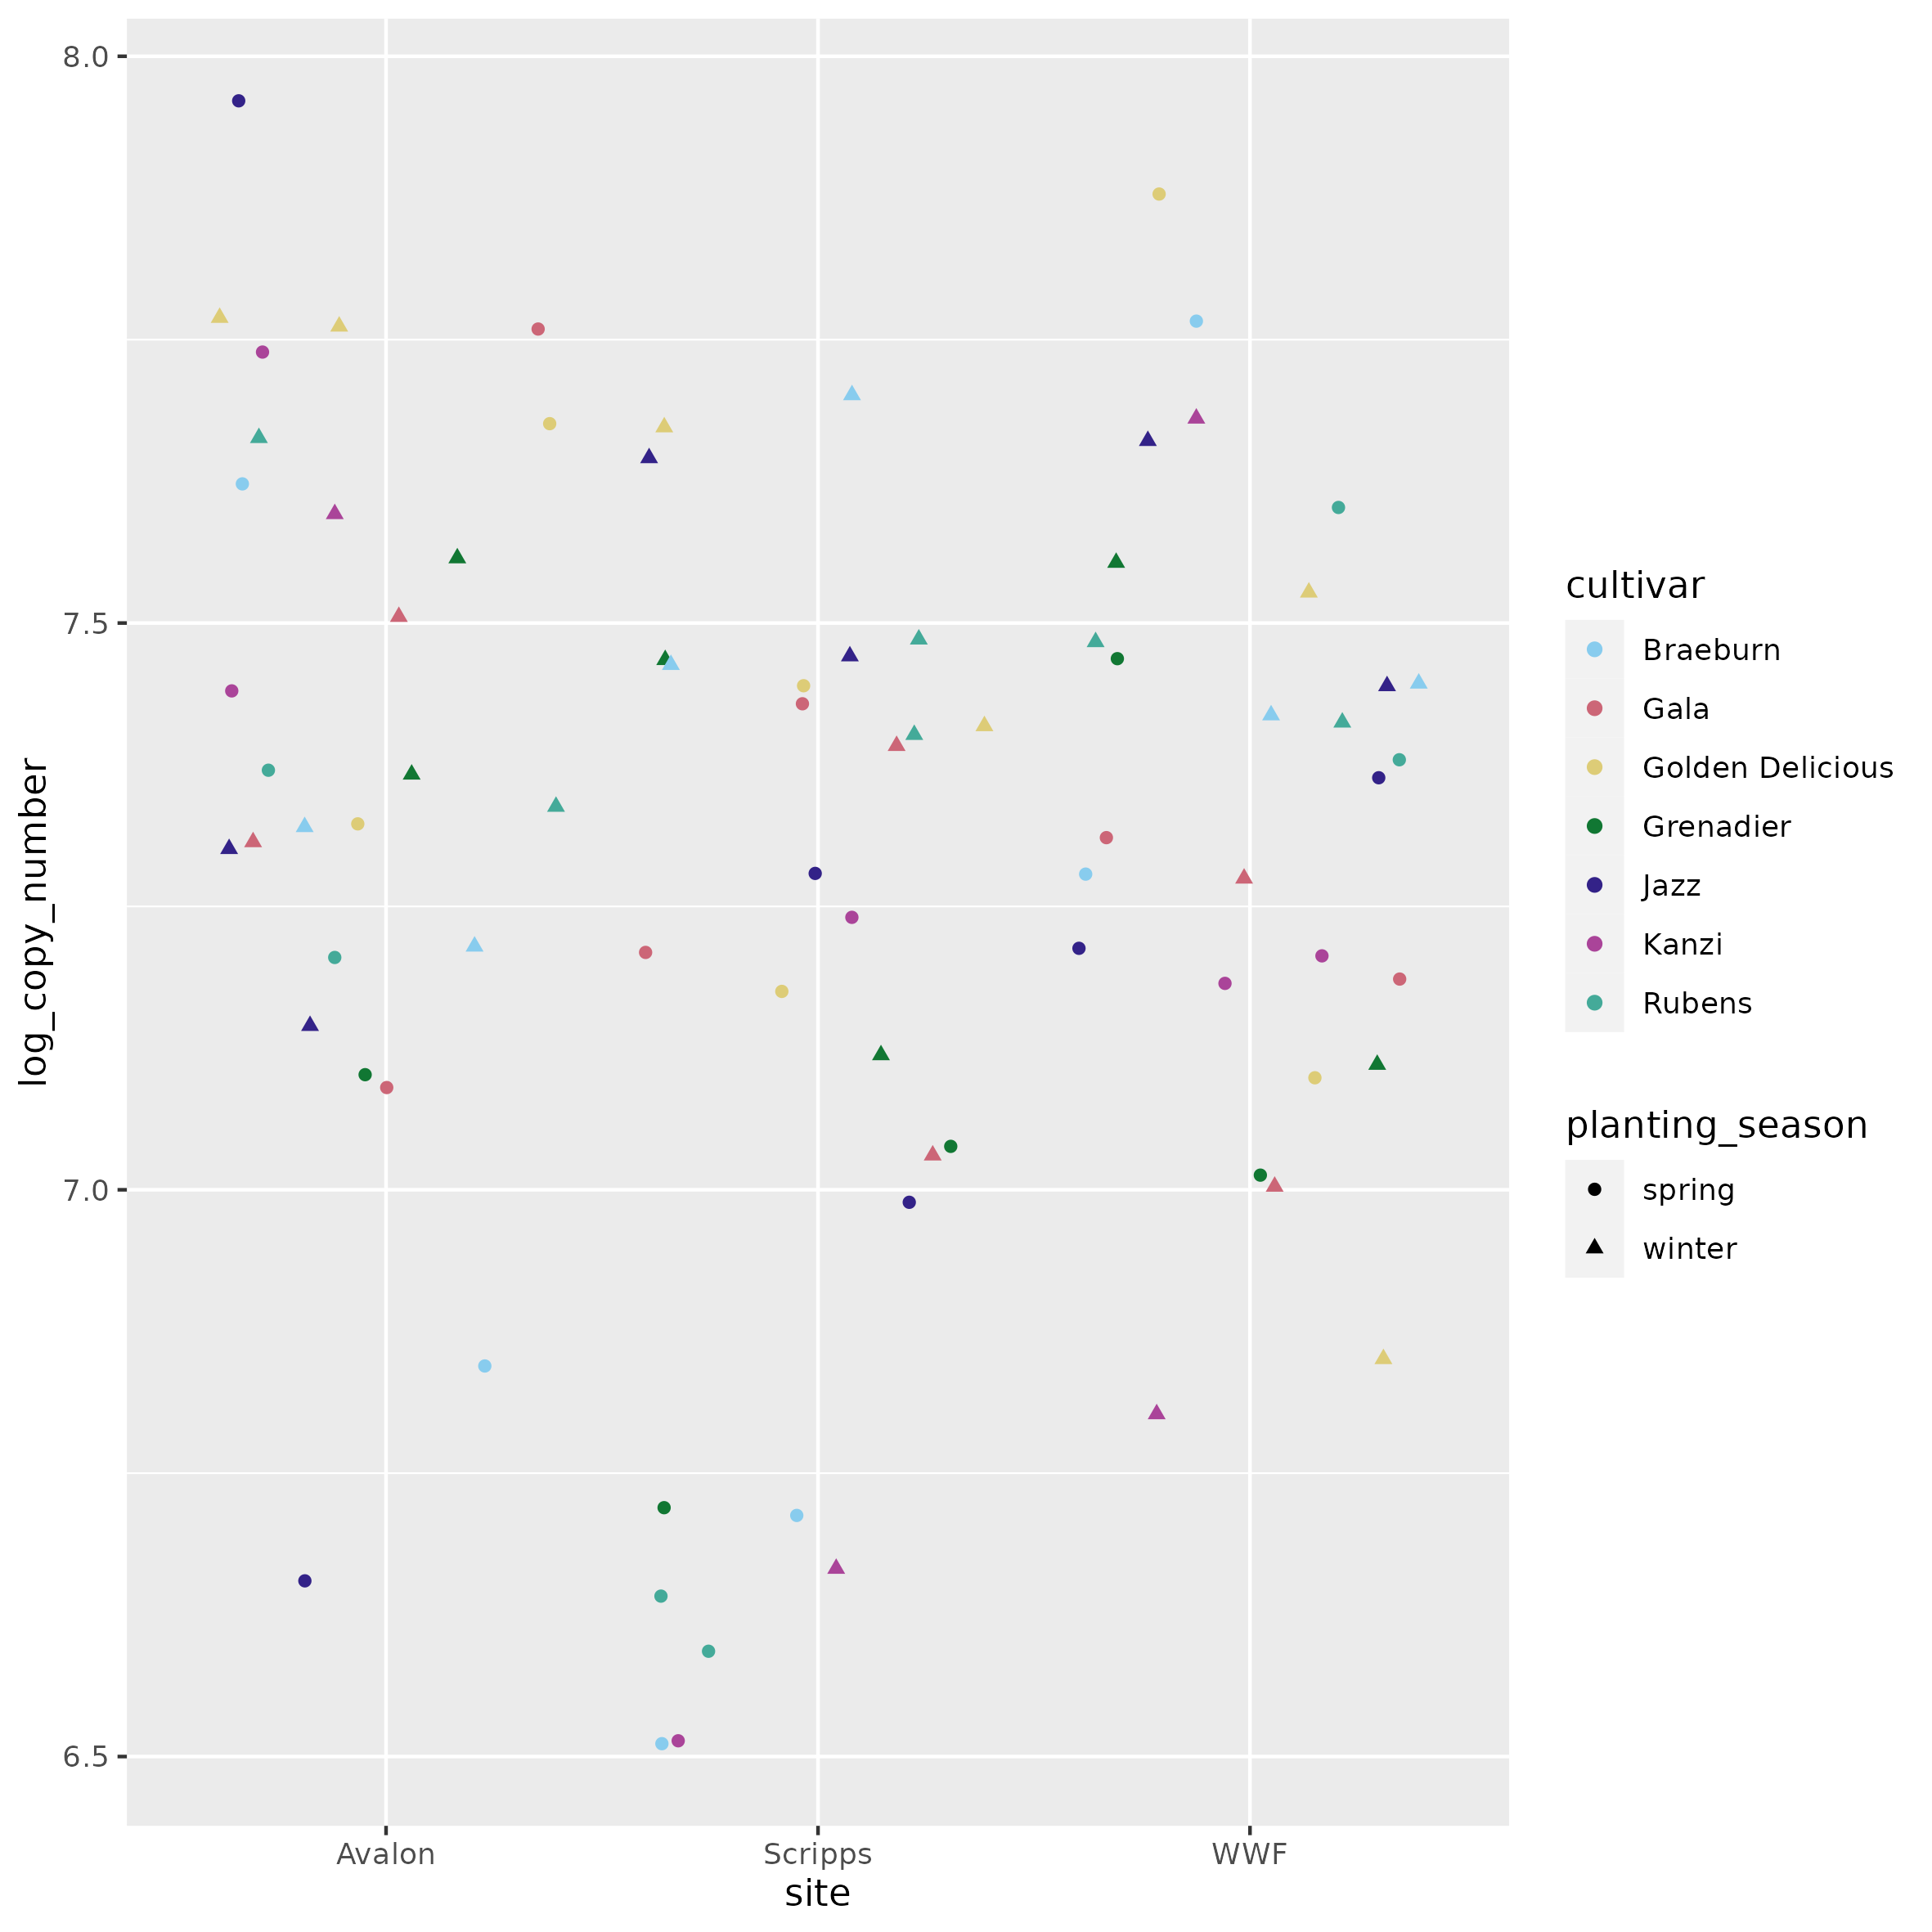 8.0
7.5
7.0
6.5
log_copy_number
Avalon
Scripps
WWF
site
cultivar
Braeburn
Gala
Golden Delicious
Grenadier
Jazz
Kanzi
Rubens
planting_season
spring
winter